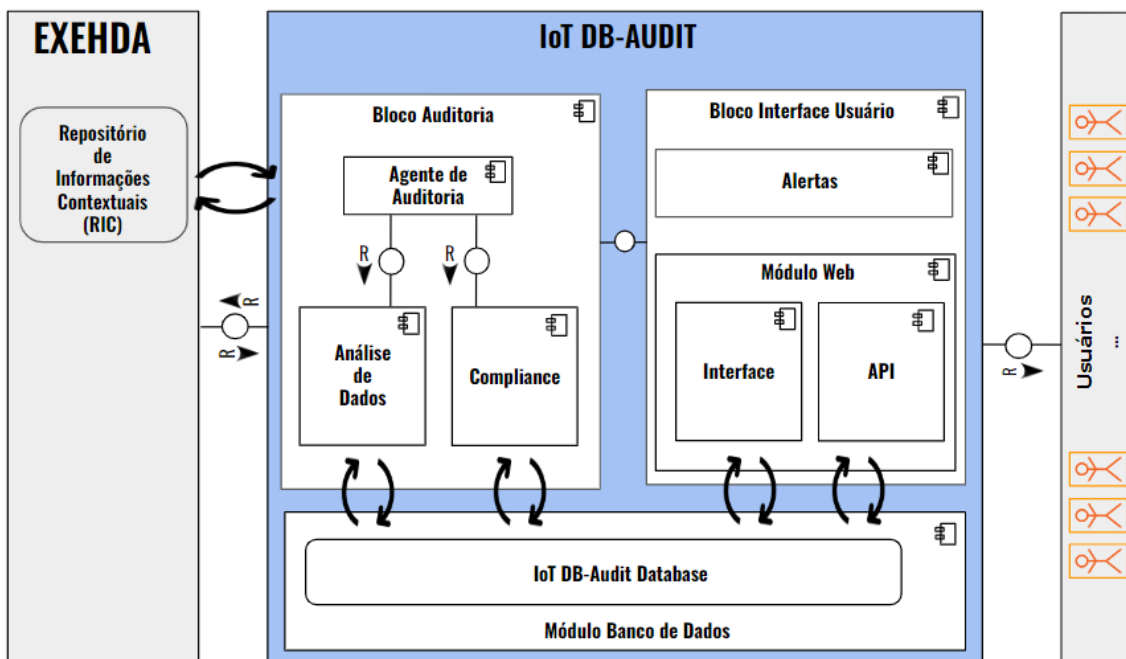 EXEHDA
Repositório
de
Informações
Contextuais
(RIC)
R
R
IoT DB-AUDIT
Bloco Auditoria
Agente de
Auditoria
R
R
Análise
de
Dados
Compliance
Bloco Interface Usuário
Alertas
Módulo Web
Interface
API
IoT DB-Audit Database
Módulo Banco de Dados
R
Usuários
...